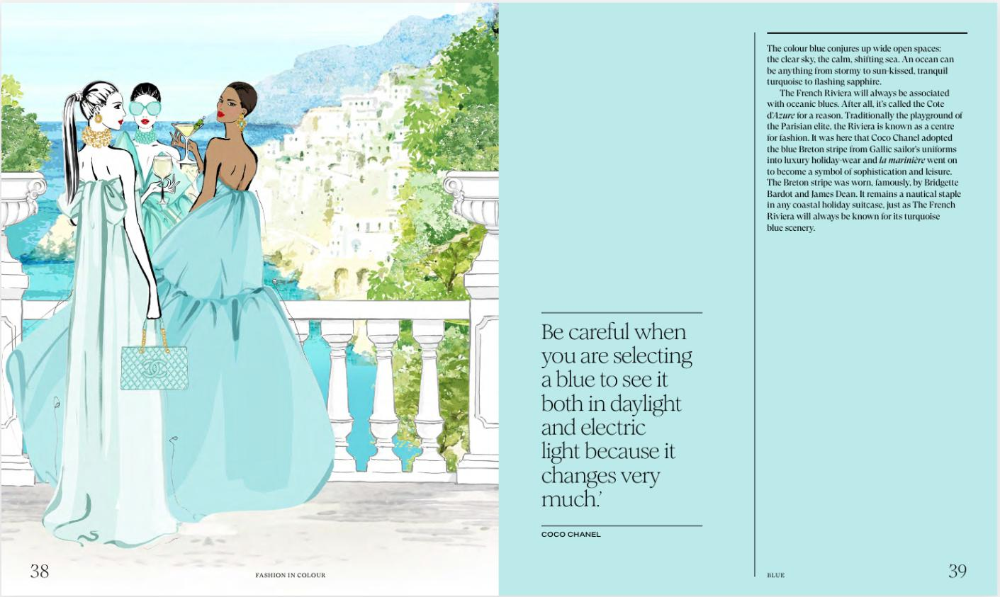 38
FASHION IN COLOUR
Be careful when
you are selecting
a blue to see it
both in daylight
and electric
light because it
changes very
much.’
COCO CHANEL
The colour blue conjures up wide open spaces:
the clear sky, the calm, shifting sea. An ocean can
be anything from stormy to sun-kissed, tranquil
turquoise to flashing sapphire.
The French Riviera will always be associated
with oceanic blues. After all, it’s called the Cote
d’Azure for a reason. Traditionally the playground of
the Parisian elite, the Riviera is known as a centre
for fashion. It was here that Coco Chanel adopted
the blue Breton stripe from Gallic sailor’s uniforms
into luxury holiday-wear and la marinière went on
to become a symbol of sophistication and leisure.
The Breton stripe was worn, famously, by Bridgette
Bardot and James Dean. It remains a nautical staple
in any coastal holiday suitcase, just as The French
Riviera will always be known for its turquoise
blue scenery.
BLUE
39